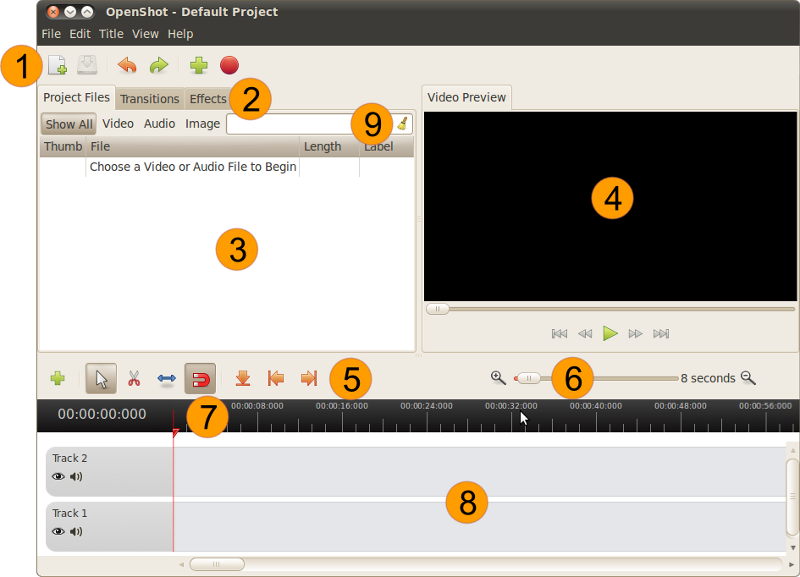 OpenShot - Default Project
File Edit Title View Help
1
Project Files Transitions Effects 2 Video Preview
Show All Video Audio Image 9
Thumb File Length Label
Choose a Video or Audio File to Begin
4
3
5 6 8 seconds
00:00:00:000 7 00:00:08:000 00:00:16:000 00:00:24:000 00:00:32:000 00:00:40:000 00:00:48:000 00:00:56:000
Track 2
8
Track 1